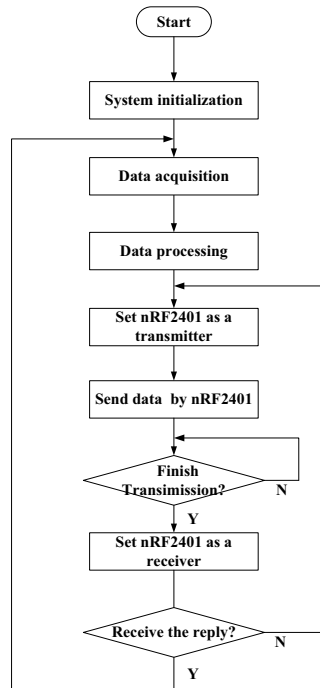 Start
System initialization
Data acquisition
Data processing
Set nRF2401 as a
transmitter
Send data by nRF2401
Finish
Transimission?
N
Y
Set nRF2401 as a
receiver
Receive the reply?
N
Y